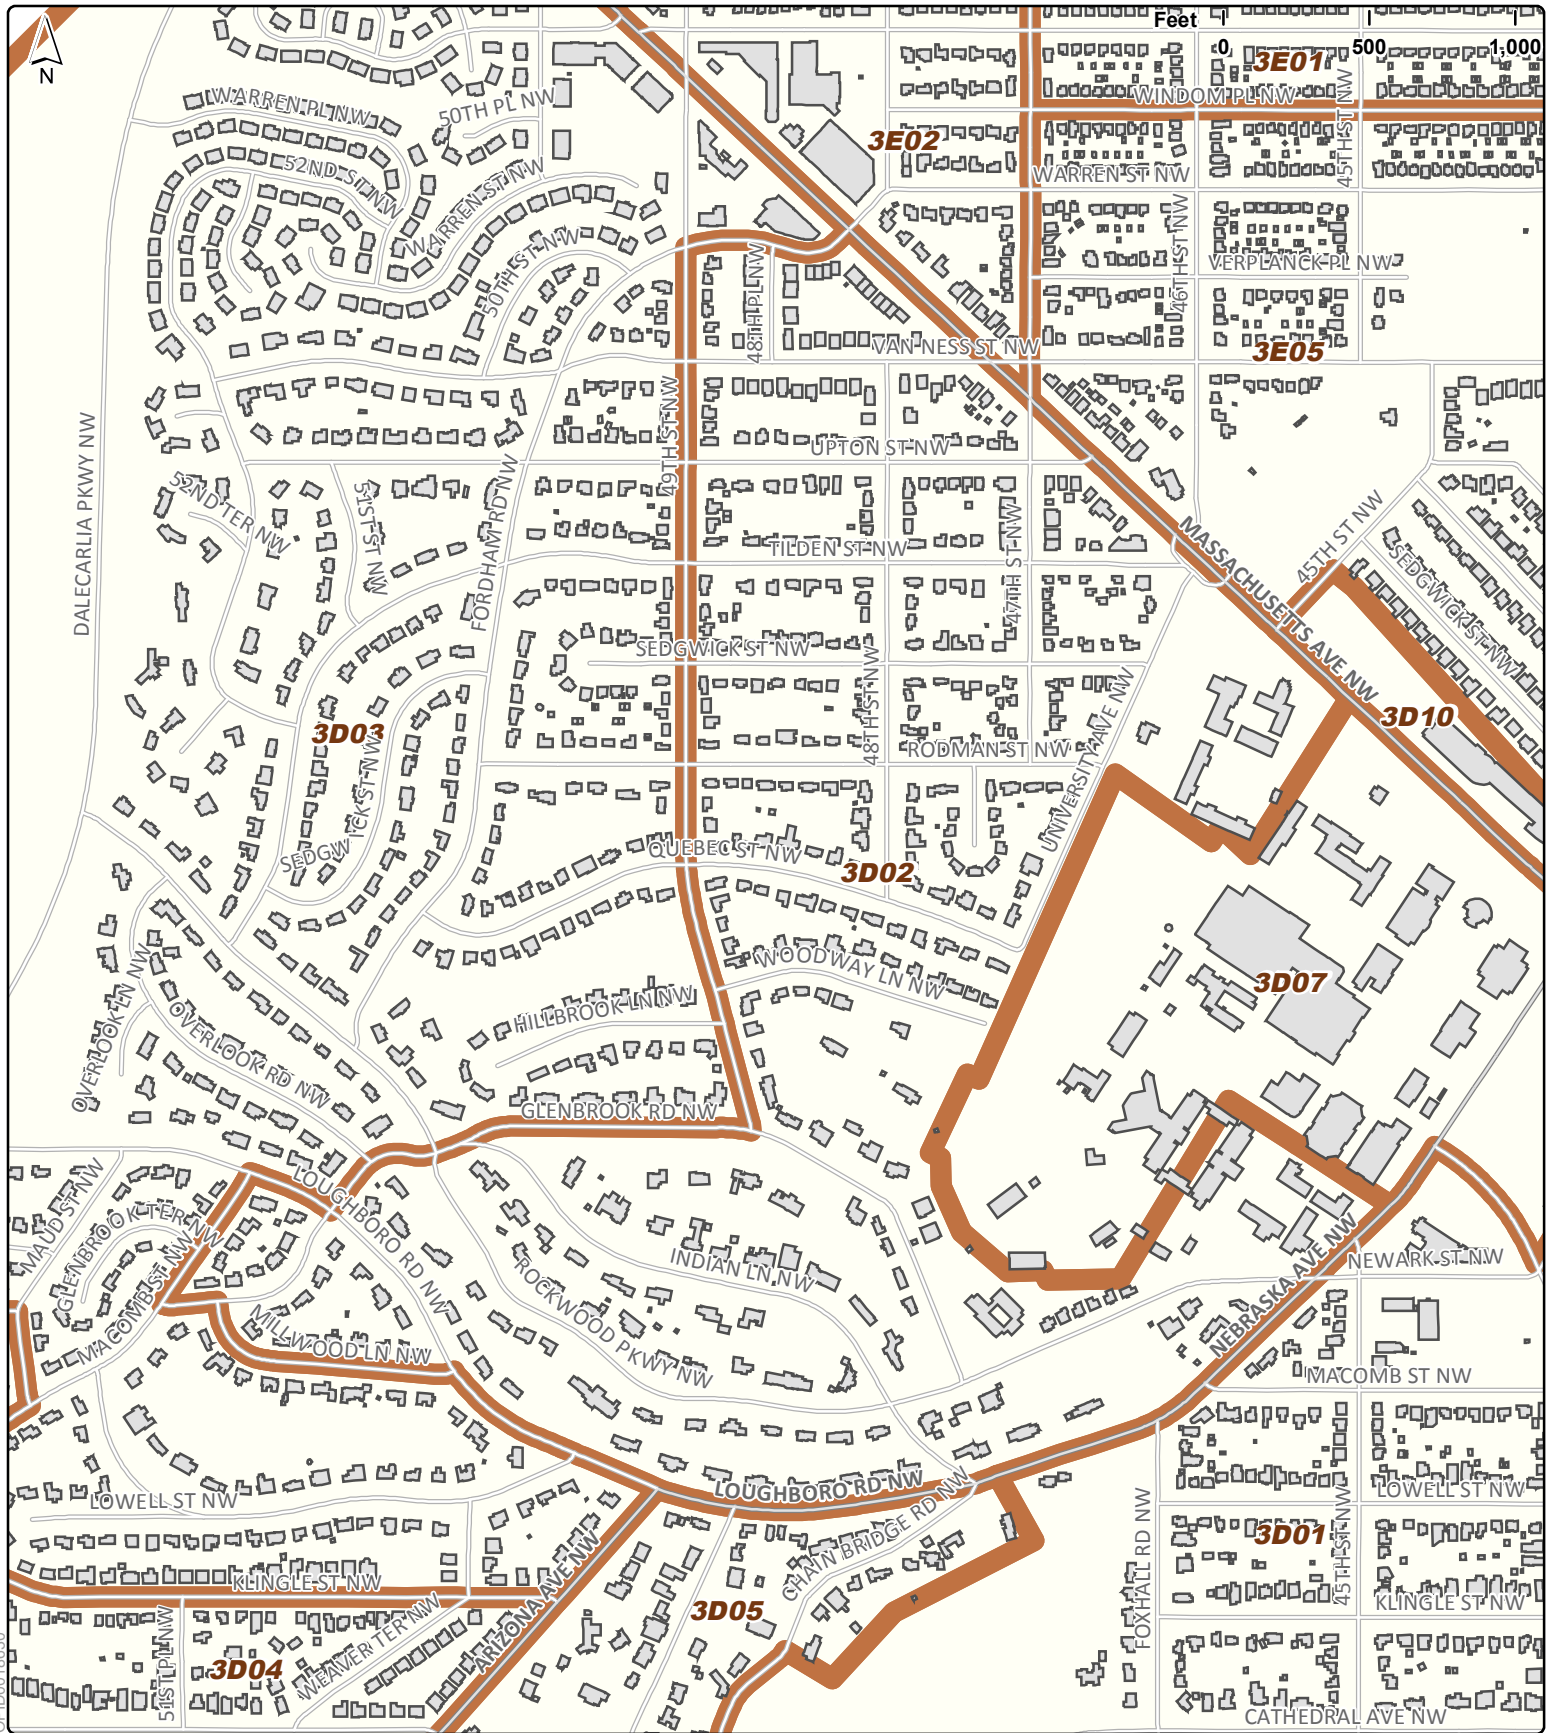 Feet
0 500 1,000
N
3E01
WINDOM PL NW
WARREN PL NW
50TH PL NW
3E02
45TH ST NW
52ND ST NW
WARREN ST NW
WARREN ST NW
46TH ST NW
50TH ST NW
48TH PL NW
VERPLANCK PL NW
VAN NESS ST NW
3E05
DALECARLIA PKWY NW
49TH ST NW
UPTON ST NW
52ND TER NW
51ST ST NW
FORDHAM RD NW
TILDEN ST NW
47TH ST NW
MASSACHUSETTS AVE NW
45TH ST NW
SEDGWICK ST NW
SEDGWICK ST NW
48TH ST NW
3D03
UNIVERSITY AVE NW
3D10
RODMAN ST NW
SEDGWICK ST NW
QUEBEC ST NW
3D02
WOODWAY LN NW
3D07
OVERLOOK LN NW
OVERLOOK RD NW
HILLBROOK LN NW
GLENBROOK RD NW
MAUD ST NW
GLENBROOK TER NW
LOUGHBORO RD NW
MACOMB ST NW
INDIAN LN NW
NEWARK ST NW
NEBRASKA AVE NW
ROCKWOOD PKWY NW
MILLWOOD LN NW
MACOMB ST NW
LOUGHBORO RD NW
LOWELL ST NW
LOWELL ST NW
CHAIN BRIDGE RD NW
FOXHALL RD NW
3D01
45TH ST NW
KLINGLE ST NW
ARIZONA AVE NW
KLINGLE ST NW
3D05
51ST PL NW
3D04
WEAVER TER NW
CATHEDRAL AVE NW